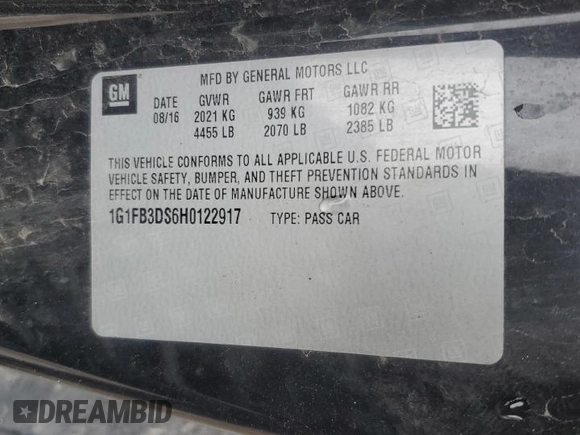 GM
MFD BY GENERAL MOTORS LLC
DATE GVWR GAWR FRT GAWR RR
08/16 2021 KG 939 KG 1082 KG
4455 LB 2070 LB 2385 LB
THIS VEHICLE CONFORMS TO ALL APPLICABLE U.S. FEDERAL MOTOR
VEHICLE SAFETY, BUMPER, AND THEFT PREVENTION STANDARDS IN
EFFECT ON THE DATE OF MANUFACTURE SHOWN ABOVE.
1G1FB3DS6H0122917 TYPE: PASS CAR
DREAMBID